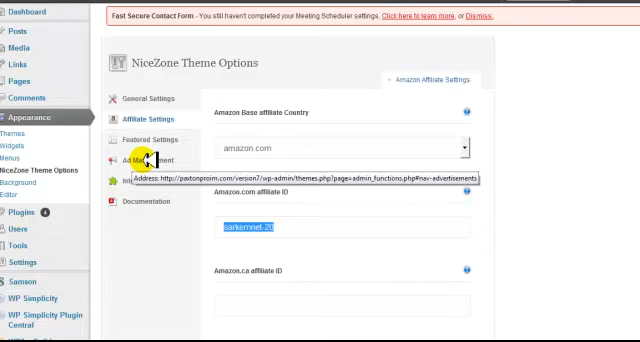 Dashboard
Fast Secure Contact Form - You still haven't completed your Meeting Scheduler settings. Click here to learn more, or Dismiss.
Posts
Media
Links
Pages
Comments
Appearance
Themes
Widgets
Menus
NiceZone Theme Options
Background
Editor
Plugins 4
Users
Tools
Settings
Samson
WP Simplicity
WP Simplicity Plugin
Central
NiceZone Theme Options
Amazon Affiliate Settings
General Settings
Affiliate Settings
Featured Settings
Documentation
Amazon Base affiliate Country
amazon.com
Address: http://paxtonproim.com/version7/wp-admin/themes.php?page=admin_functions.php#nav-advertisements
Amazon.com affiliate ID
sarkemnet-20
Amazon.ca affiliate ID